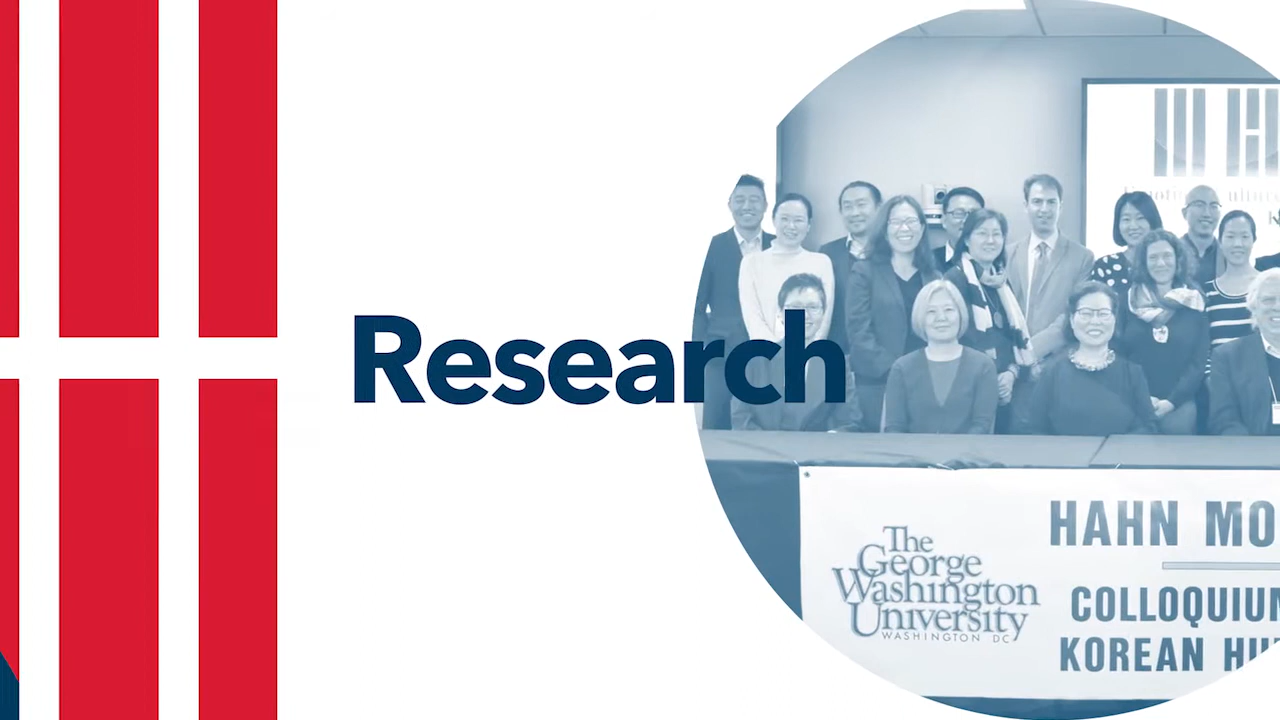 Research
The
George
Washington
University
WASHINGTON DC
HAHN MO
COLLOQUIUM
KOREAN HU